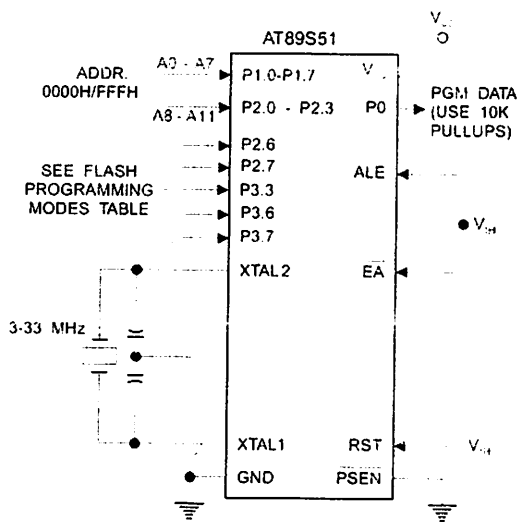 AT89S51
ADDR.
0000H/FFFH
A0 - A7
A8 - A11
P1.0-P1.7
P2.0 - P2.3
P2.6
P2.7
P3.3
P3.6
P3.7
SEE FLASH
PROGRAMMING
MODES TABLE
XTAL2
3-33 MHz
XTAL1
GND
P0
PGM DATA
(USE 10K
PULLUPS)
ALE
EA
VIH
RST
VIH
PSEN